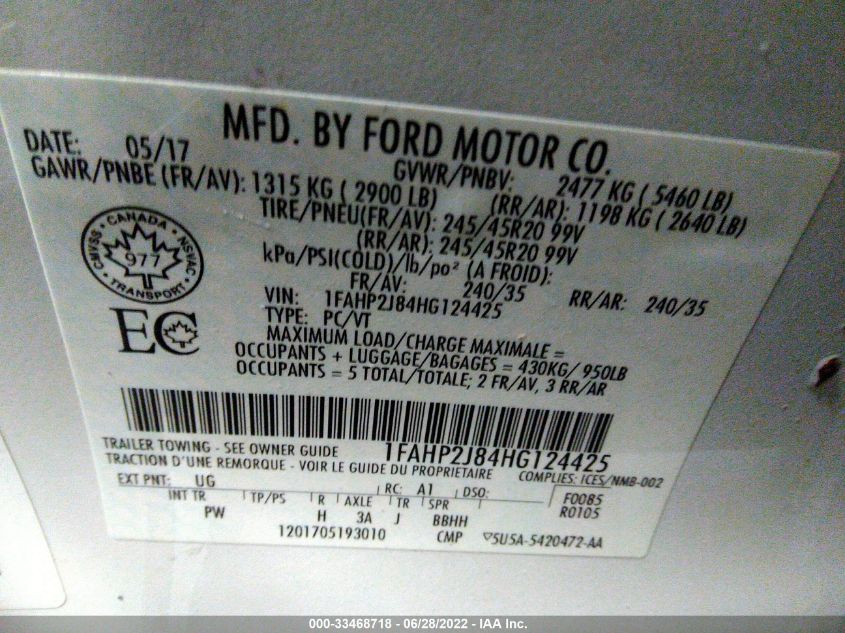 MFD. BY FORD MOTOR CO.
DATE: 05/17 GVWR/PNBV: 2477 KG ( 5460 LB)
GAWR/PNBE (FR/AV): 1315 KG ( 2900 LB) (RR/AR): 1198 KG ( 2640 LB)
TIRE/PNEU(FR/AV): 245/45R20 99V
(RR/AR): 245/45R20 99V
kPa/PSI(COLD)/lb/po² (A FROID):
FR/AV: 240/35 RR/AR: 240/35
VIN: 1FAHP2J84HG124425
TYPE: PC/VT
MAXIMUM LOAD/CHARGE MAXIMALE =
OCCUPANTS + LUGGAGE/BAGAGES = 430KG/ 950LB
OCCUPANTS = 5 TOTAL/TOTALE; 2 FR/AV, 3 RR/AR
CANADA
CMVSS 977 NSVAC
TRANSPORT
EC
1FAHP2J84HG124425
TRAILER TOWING - SEE OWNER GUIDE
TRACTION D'UNE REMORQUE - VOIR LE GUIDE DU PROPRIETAIRE
COMPLIES: ICES/NMB-002
EXT PNT: UG RC: A1 DSO: F0085
INT TR TP/PS R AXLE TR SPR R0105
PW H 3A J BBHH
1201705193010 CMP ▽5U5A-5420472-AA
000-33468718 - 06/28/2022 - IAA Inc.